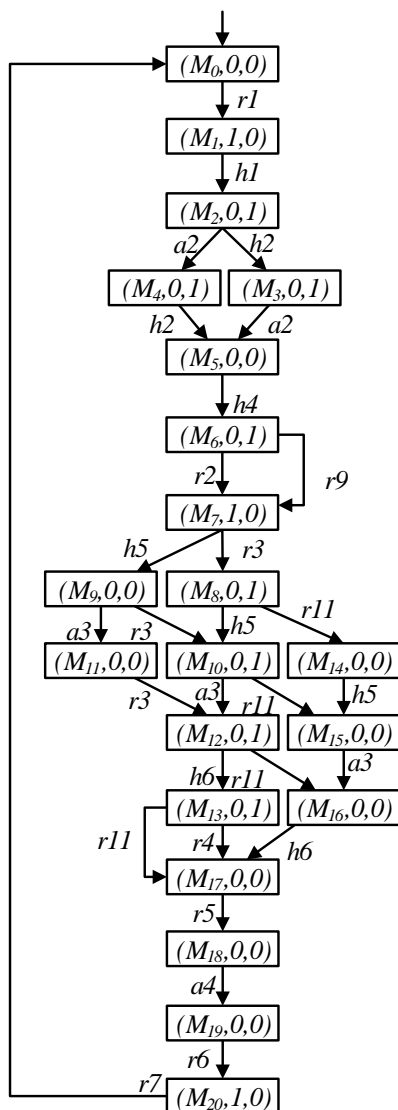 (M0,0,0)
r1
(M1,1,0)
h1
(M2,0,1)
a2 h2
(M4,0,1) (M3,0,1)
h2 a2
(M5,0,0)
h4
(M6,0,1)
r2 r9
(M7,1,0)
h5 r3
(M9,0,0) (M8,0,1)
a3 r3 h5 r11
(M11,0,0) (M10,0,1) (M14,0,0)
r3 a3 r11 h5
(M12,0,1) (M15,0,0)
h6 r11 a3
(M13,0,1) (M16,0,0)
r11 r4 h6
(M17,0,0)
r5
(M18,0,0)
a4
(M19,0,0)
r6
r7 (M20,1,0)